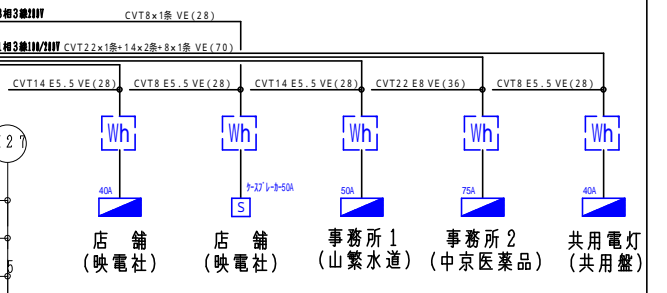 3相3線200V CVT8×1条 VE(28)
1相3線100/200V CVT22×1条+14×2条+8×1条 VE(70)
CVT14 E5.5 VE(28) CVT8 E5.5 VE(28) CVT14 E5.5 VE(28) CVT22 E8 VE(36) CVT8 E5.5 VE(28)
Wh Wh Wh Wh Wh
27
40A ケースブレーカー50A 50A 75A 40A
S
店 舗 店 舗 事務所1 事務所2 共用電灯
(映電社) (映電社) (山繁水道) (中京医薬品) (共用盤)
5